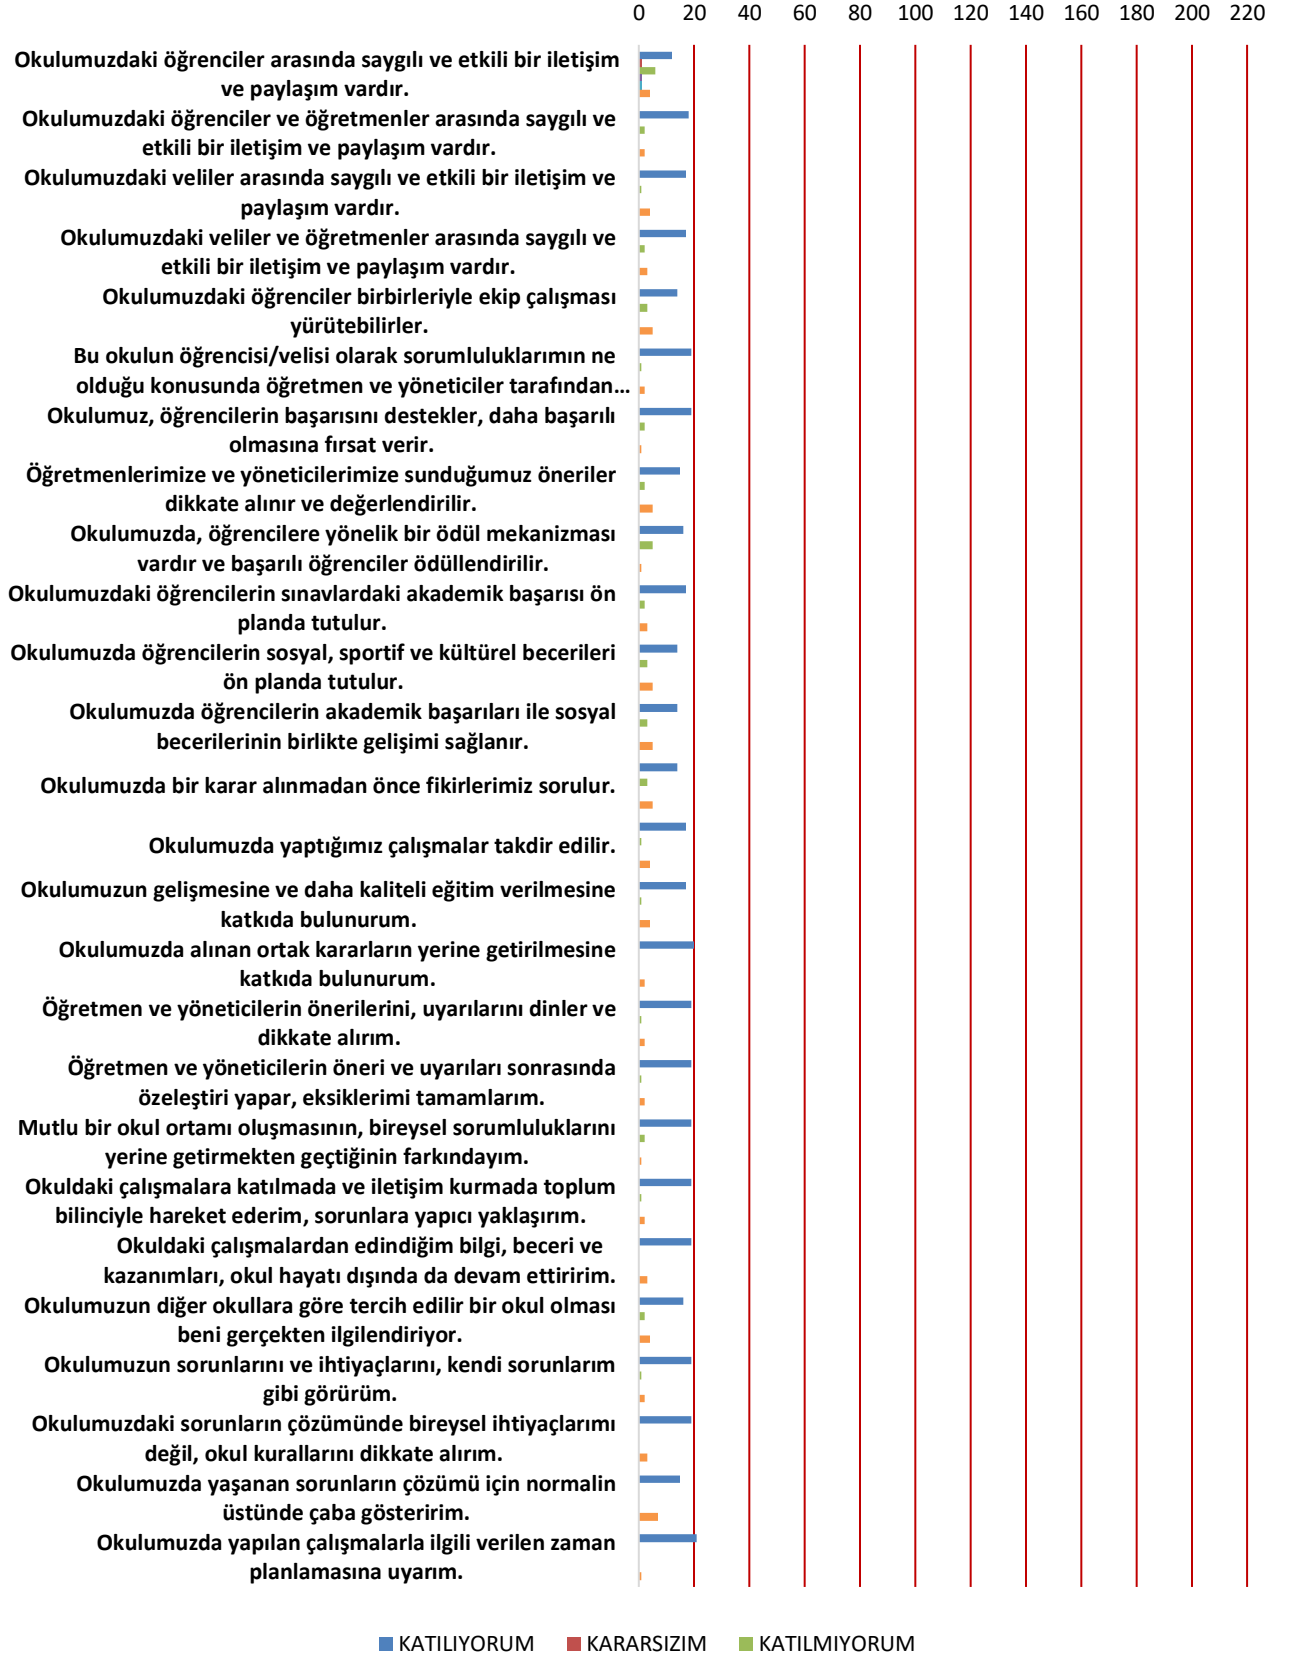 0 20 40 60 80 100 120 140 160 180 200 220
Okulumuzdaki öğrenciler arasında saygılı ve etkili bir iletişim
ve paylaşım vardır.
Okulumuzdaki öğrenciler ve öğretmenler arasında saygılı ve
etkili bir iletişim ve paylaşım vardır.
Okulumuzdaki veliler arasında saygılı ve etkili bir iletişim ve
paylaşım vardır.
Okulumuzdaki veliler ve öğretmenler arasında saygılı ve
etkili bir iletişim ve paylaşım vardır.
Okulumuzdaki öğrenciler birbirleriyle ekip çalışması
yürütebilirler.
Bu okulun öğrencisi/velisi olarak sorumluluklarımın ne
olduğu konusunda öğretmen ve yöneticiler tarafından…
Okulumuz, öğrencilerin başarısını destekler, daha başarılı
olmasına fırsat verir.
Öğretmenlerimize ve yöneticilerimize sunduğumuz öneriler
dikkate alınır ve değerlendirilir.
Okulumuzda, öğrencilere yönelik bir ödül mekanizması
vardır ve başarılı öğrenciler ödüllendirilir.
Okulumuzdaki öğrencilerin sınavlardaki akademik başarısı ön
planda tutulur.
Okulumuzda öğrencilerin sosyal, sportif ve kültürel becerileri
ön planda tutulur.
Okulumuzda öğrencilerin akademik başarıları ile sosyal
becerilerinin birlikte gelişimi sağlanır.
Okulumuzda bir karar alınmadan önce fikirlerimiz sorulur.
Okulumuzda yaptığımız çalışmalar takdir edilir.
Okulumuzun gelişmesine ve daha kaliteli eğitim verilmesine
katkıda bulunurum.
Okulumuzda alınan ortak kararların yerine getirilmesine
katkıda bulunurum.
Öğretmen ve yöneticilerin önerilerini, uyarılarını dinler ve
dikkate alırım.
Öğretmen ve yöneticilerin öneri ve uyarıları sonrasında
özeleştiri yapar, eksiklerimi tamamlarım.
Mutlu bir okul ortamı oluşmasının, bireysel sorumluluklarını
yerine getirmekten geçtiğinin farkındayım.
Okuldaki çalışmalara katılmada ve iletişim kurmada toplum
bilinciyle hareket ederim, sorunlara yapıcı yaklaşırım.
Okuldaki çalışmalardan edindiğim bilgi, beceri ve
kazanımları, okul hayatı dışında da devam ettiririm.
Okulumuzun diğer okullara göre tercih edilir bir okul olması
beni gerçekten ilgilendiriyor.
Okulumuzun sorunlarını ve ihtiyaçlarını, kendi sorunlarım
gibi görürüm.
Okulumuzdaki sorunların çözümünde bireysel ihtiyaçlarımı
değil, okul kurallarını dikkate alırım.
Okulumuzda yaşanan sorunların çözümü için normalin
üstünde çaba gösteririm.
Okulumuzda yapılan çalışmalarla ilgili verilen zaman
planlamasına uyarım.
KATILIYORUM KARARSIZIM KATILMIYORUM